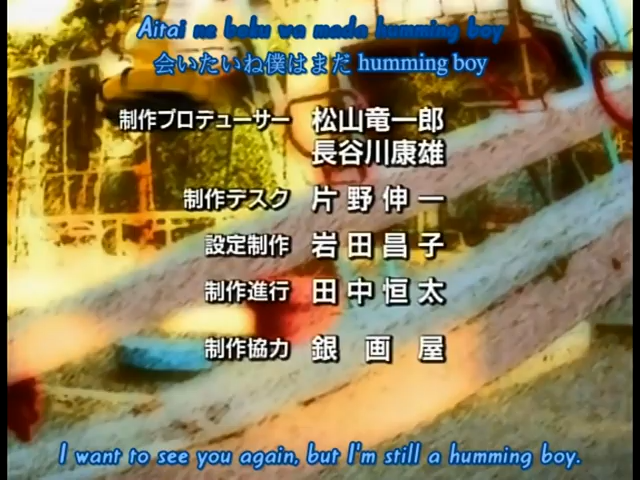 Aitai ne boku wa mada humming boy
会いたいね僕はまだ humming boy
制作プロデューサー 松山竜一郎
長谷川康雄
制作デスク 片野伸一
設定制作 岩田昌子
制作進行 田中恒太
制作協力 銀画屋
I want to see you again, but I'm still a humming boy.